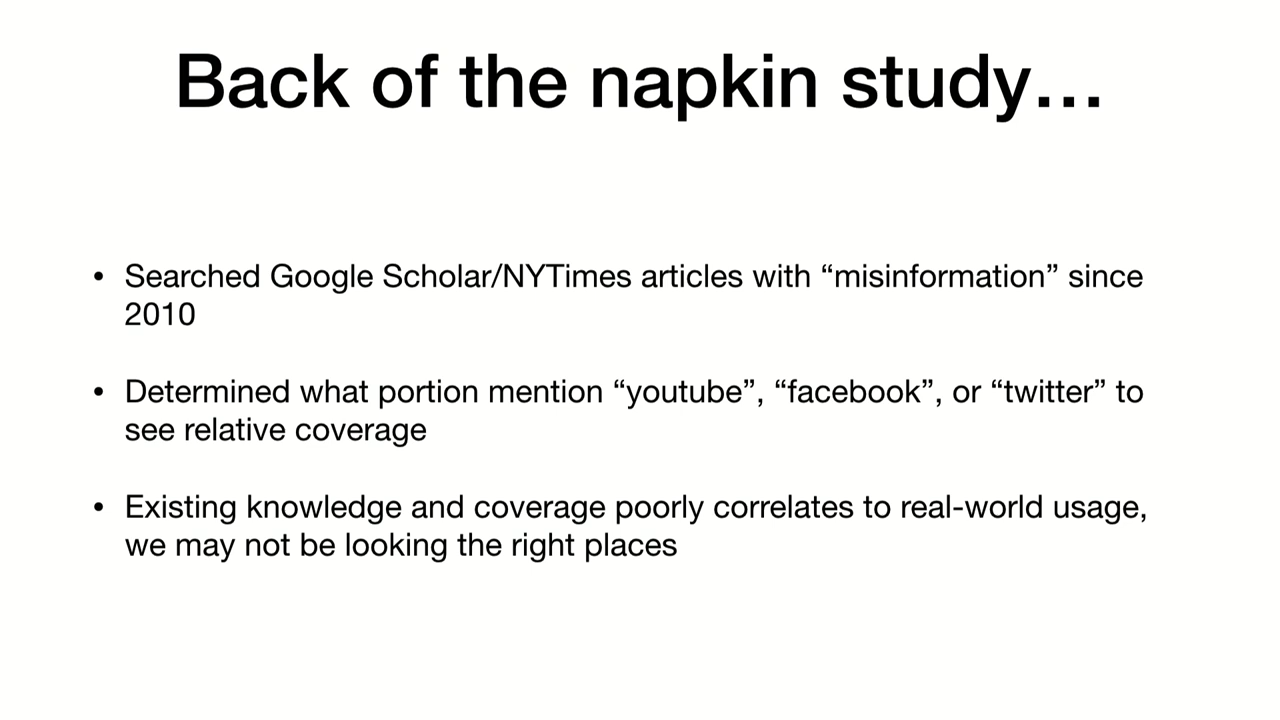 Back of the napkin study…
• Searched Google Scholar/NYTimes articles with “misinformation” since
2010
• Determined what portion mention “youtube”, “facebook”, or “twitter” to
see relative coverage
• Existing knowledge and coverage poorly correlates to real-world usage,
we may not be looking the right places